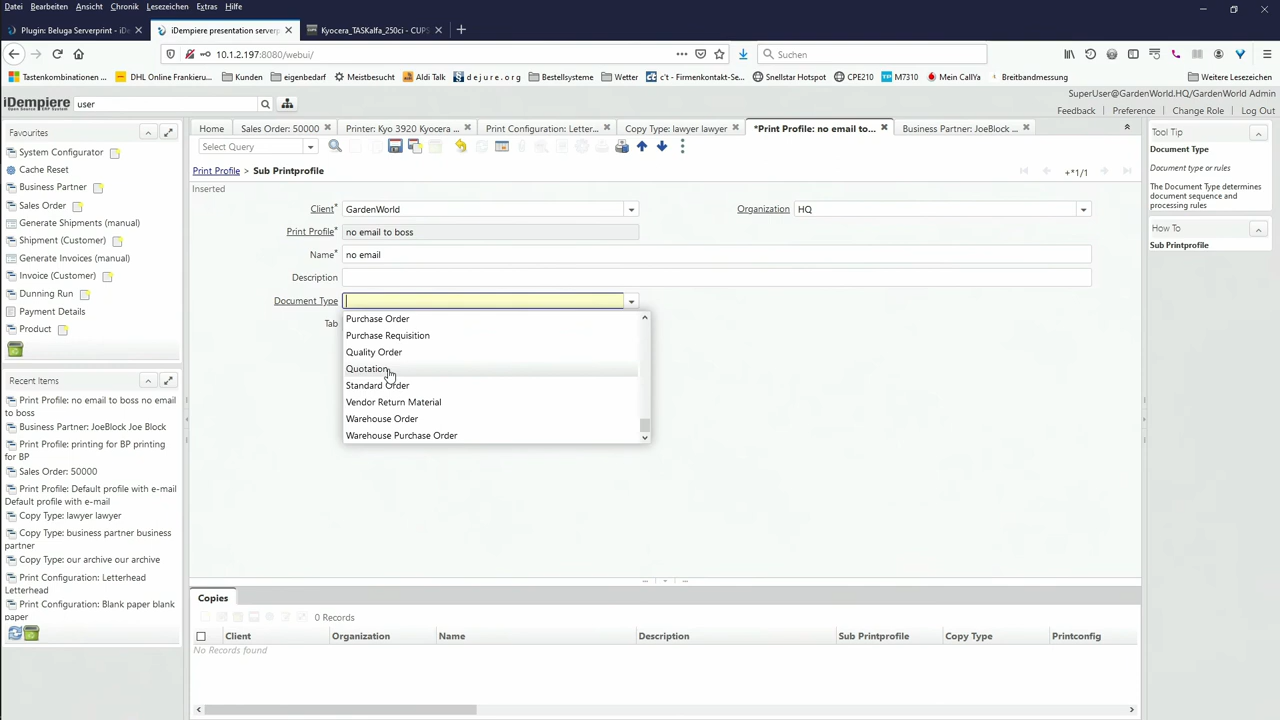 Datei Bearbeiten Ansicht Chronik Lesezeichen Extras Hilfe
Plugin: Beluga Serverprint - iDe
iDempiere presentation serverp
Kyocera_TASKalfa_250ci - CUPS
10.1.2.197:8080/webui/
Suchen
Tastenkombinationen ...
DHL Online Frankieru...
Kunden
eigenbedarf
Meistbesucht
Aldi Talk
d e j u r e . o r g
Bestellsysteme
Wetter
c't - Firmenkontakt-Se...
Snellstar Hotspot
CPE210
M7310
Mein CallYa
Breitbandmessung
Weitere Lesezeichen
iDempiere
user
SuperUser@GardenWorld.HQ/GardenWorld Admin
Feedback Preference Change Role Log Out
Favourites
System Configurator
Cache Reset
Business Partner
Sales Order
Generate Shipments (manual)
Shipment (Customer)
Generate Invoices (manual)
Invoice (Customer)
Dunning Run
Payment Details
Product
Recent Items
Print Profile: no email to boss no email
to boss
Business Partner: JoeBlock Joe Block
Print Profile: printing for BP printing
for BP
Sales Order: 50000
Print Profile: Default profile with e-mail
Default profile with e-mail
Copy Type: lawyer lawyer
Copy Type: business partner business
partner
Copy Type: our archive our archive
Print Configuration: Letterhead
Letterhead
Print Configuration: Blank paper blank
paper
Home
Sales Order: 50000
Printer: Kyo 3920 Kyocera ...
Print Configuration: Letter...
Copy Type: lawyer lawyer
*Print Profile: no email to...
Business Partner: JoeBlock ...
Select Query
Print Profile > Sub Printprofile
+*1/1
Inserted
Client* GardenWorld
Organization HQ
Print Profile* no email to boss
Name* no email
Description
Document Type
Tab
Purchase Order
Purchase Requisition
Quality Order
Quotation
Standard Order
Vendor Return Material
Warehouse Order
Warehouse Purchase Order
Copies
0 Records
Client Organization Name Description Sub Printprofile Copy Type Printconfig
No Records found
Tool Tip
Document Type
Document type or rules
The Document Type determines
document sequence and
processing rules
How To
Sub Printprofile